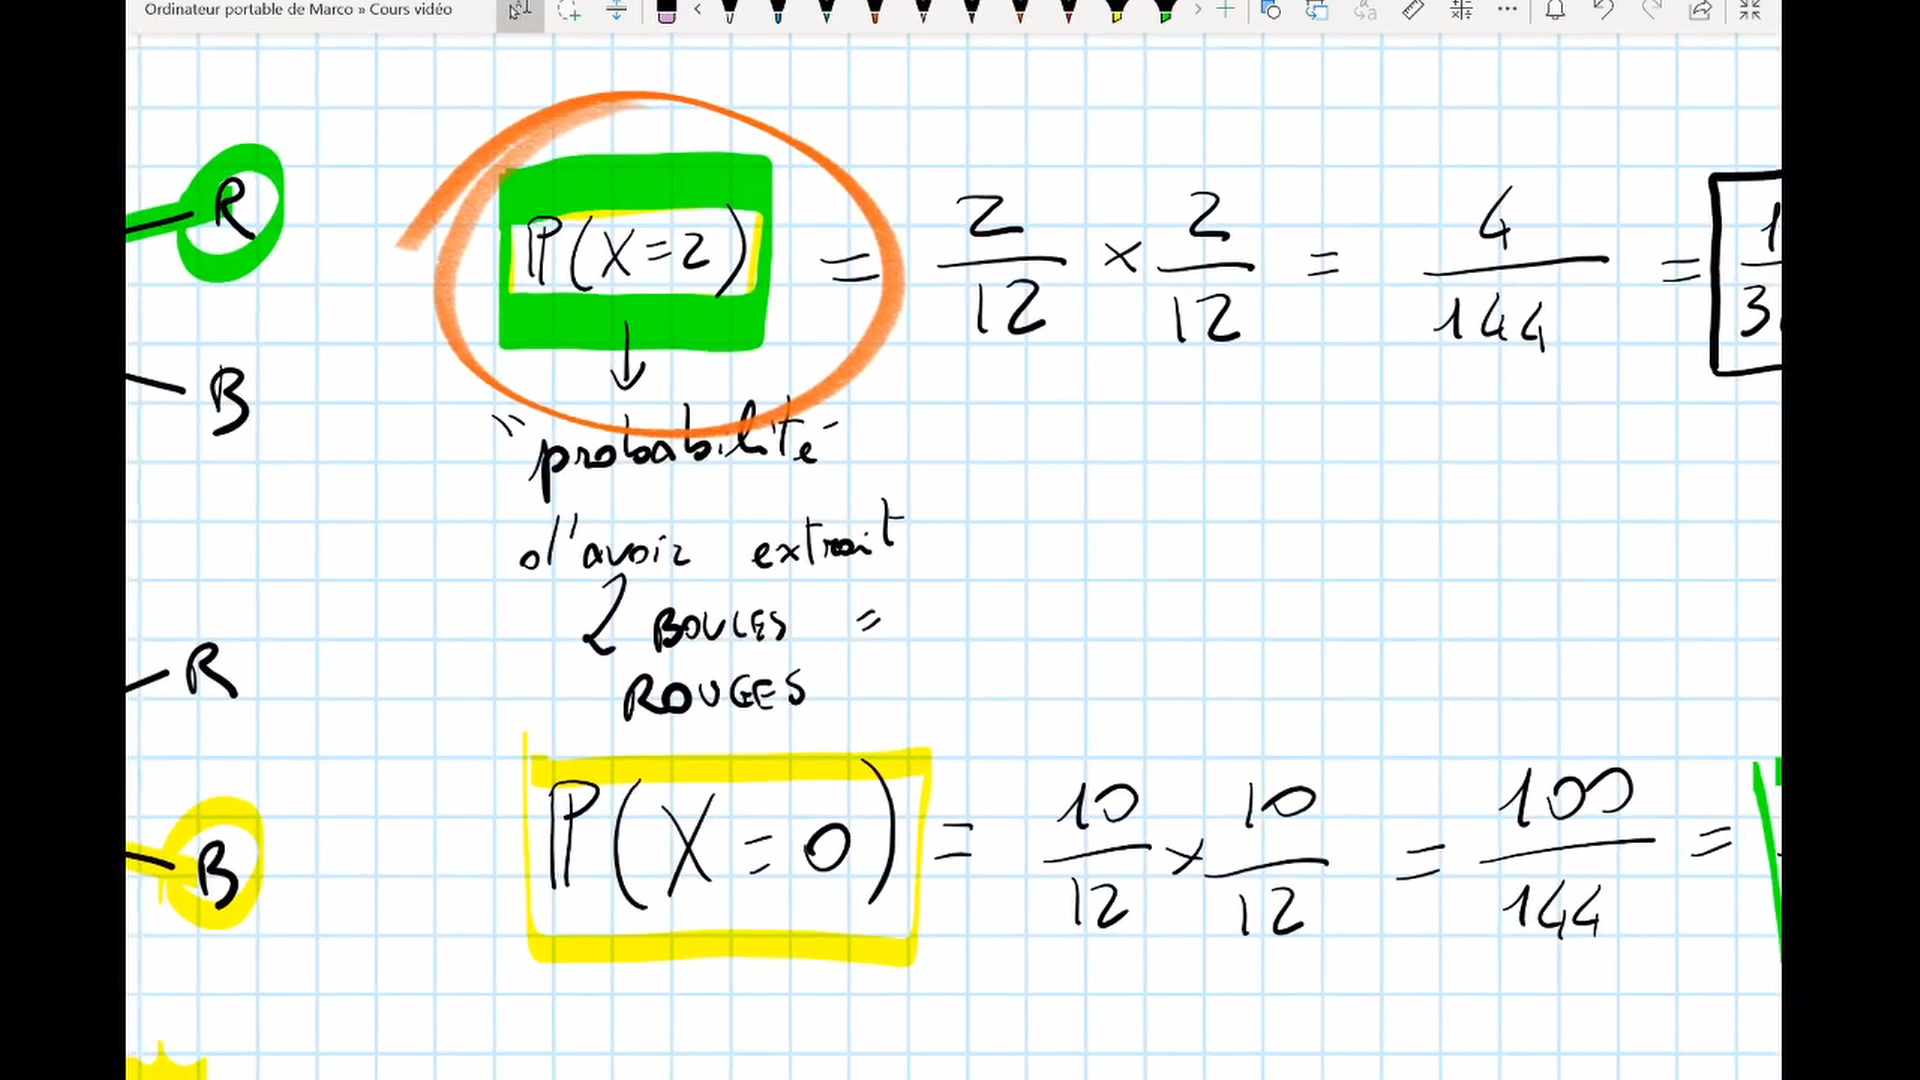 Ordinateur portable de Marco » Cours vidéo
R
P(X=2) = 2/12 × 2/12 = 4/144 =
B
"probabilité
d'avoir extrait
2 BOULES "
ROUGES
R
P(X=0) = 10/12 × 10/12 = 100/144 =
B